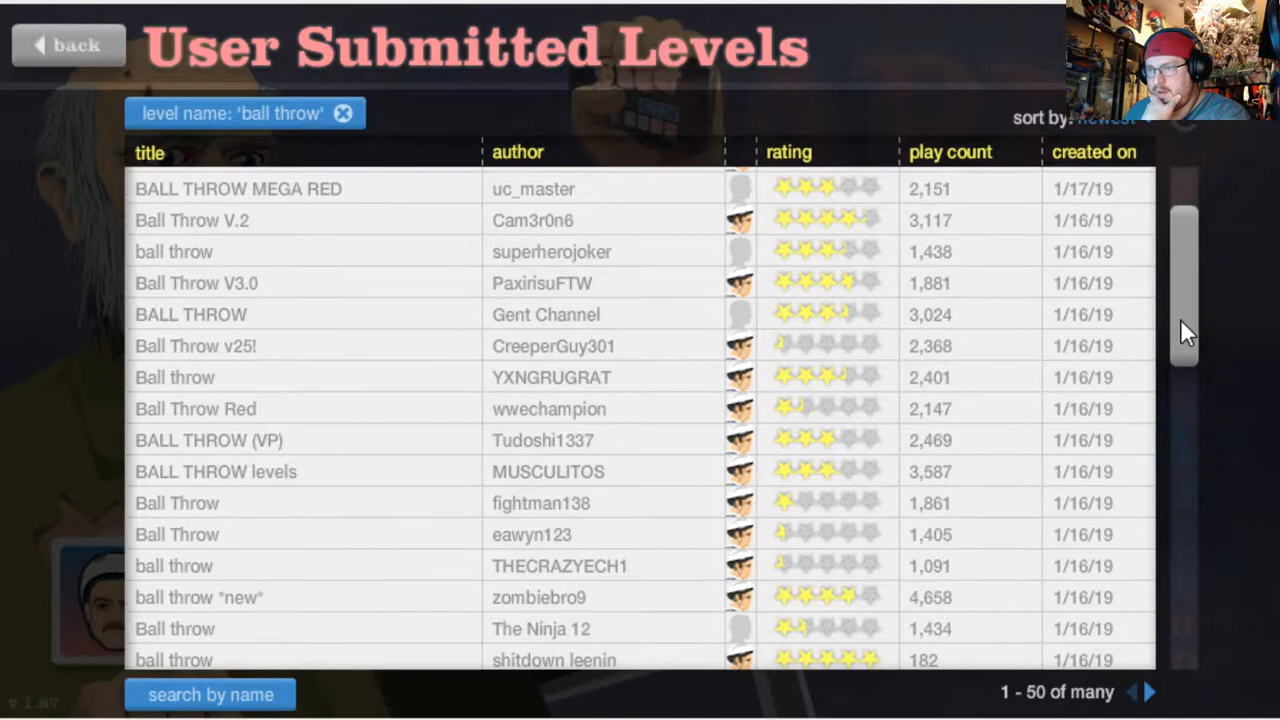 back
User Submitted Levels
level name: 'ball throw'
sort by: newest
title author rating play count created on
BALL THROW MEGA RED uc_master 2,151 1/17/19
Ball Throw V.2 Cam3r0n6 3,117 1/16/19
ball throw superherojoker 1,438 1/16/19
Ball Throw V3.0 PaxirisuFTW 1,881 1/16/19
BALL THROW Gent Channel 3,024 1/16/19
Ball Throw v25! CreeperGuy301 2,368 1/16/19
Ball throw YXNGRUGRAT 2,401 1/16/19
Ball Throw Red wwechampion 2,147 1/16/19
BALL THROW (VP) Tudoshi1337 2,469 1/16/19
BALL THROW levels MUSCULITOS 3,587 1/16/19
Ball Throw fightman138 1,861 1/16/19
Ball Throw eawyn123 1,405 1/16/19
ball throw THECRAZYECH1 1,091 1/16/19
ball throw *new* zombiebro9 4,658 1/16/19
Ball throw The Ninja 12 1,434 1/16/19
ball throw shitdown leenin 182 1/16/19
search by name
1 - 50 of many
v 1.87